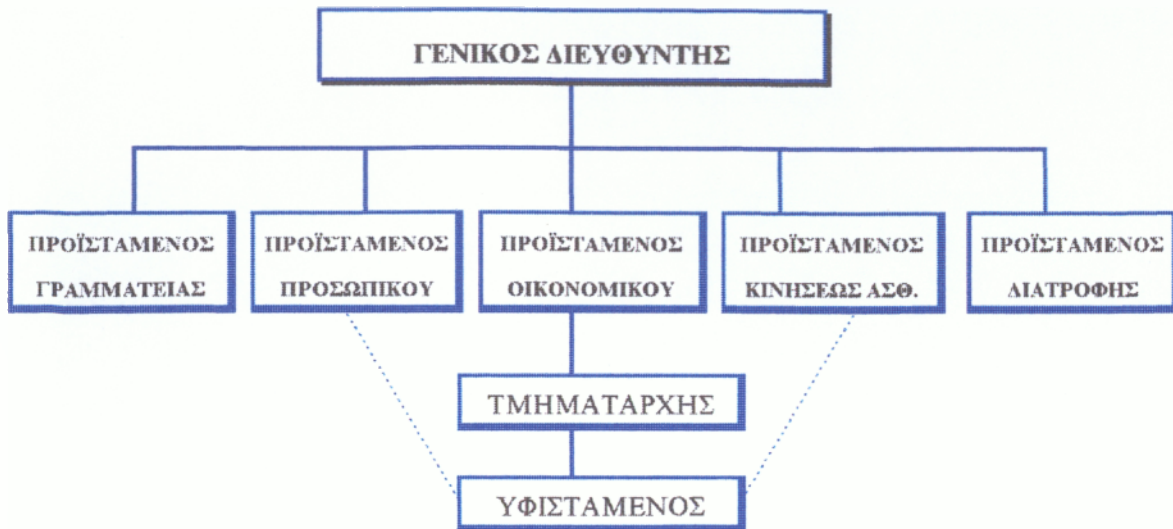 ΓΕΝΙΚΟΣ ΔΙΕΥΘΥΝΤΗΣ
ΠΡΟΪΣΤΑΜΕΝΟΣ
ΓΡΑΜΜΑΤΕΙΑΣ
ΠΡΟΪΣΤΑΜΕΝΟΣ
ΠΡΟΣΩΠΙΚΟΥ
ΠΡΟΪΣΤΑΜΕΝΟΣ
ΟΙΚΟΝΟΜΙΚΟΥ
ΠΡΟΪΣΤΑΜΕΝΟΣ
ΚΙΝΗΣΕΩΣ ΑΣΘ.
ΠΡΟΪΣΤΑΜΕΝΟΣ
ΔΙΑΤΡΟΦΗΣ
ΤΜΗΜΑΤΑΡΧΗΣ
ΥΦΙΣΤΑΜΕΝΟΣ